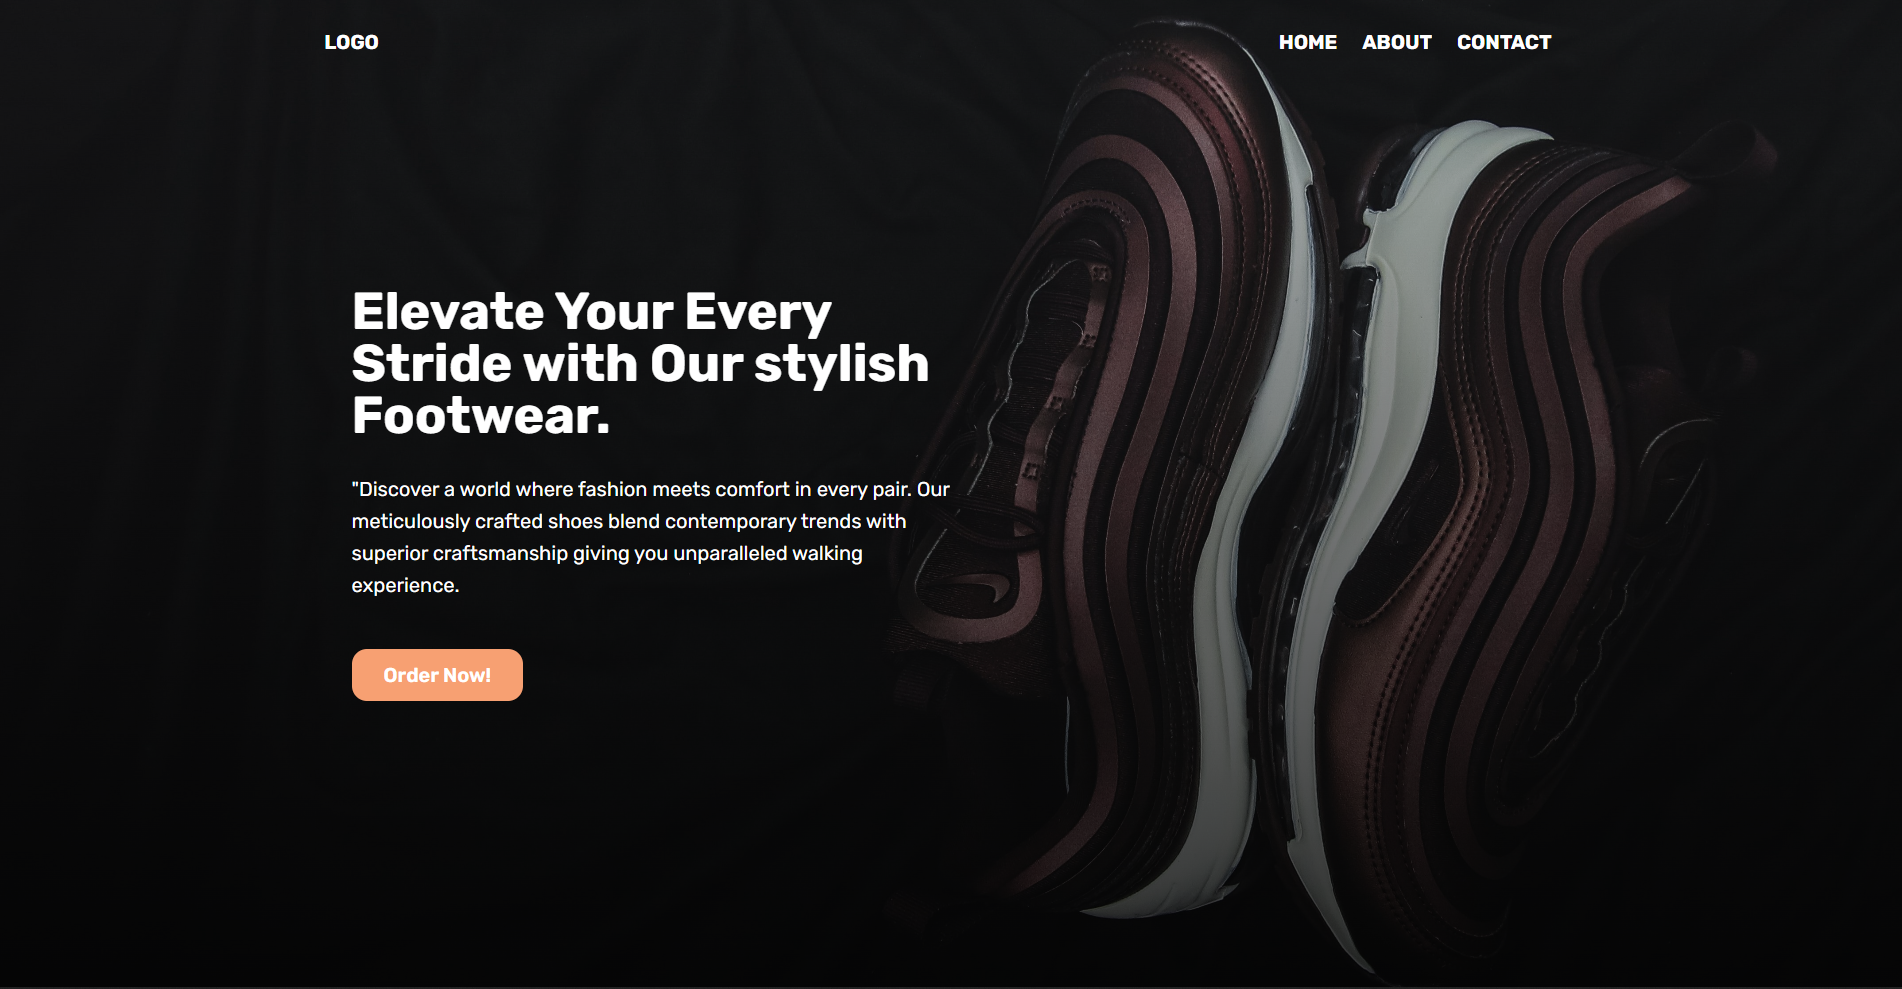 LOGO
HOME ABOUT CONTACT
Elevate Your Every
Stride with Our stylish
Footwear.
"Discover a world where fashion meets comfort in every pair. Our
meticulously crafted shoes blend contemporary trends with
superior craftsmanship giving you unparalleled walking
experience.
Order Now!